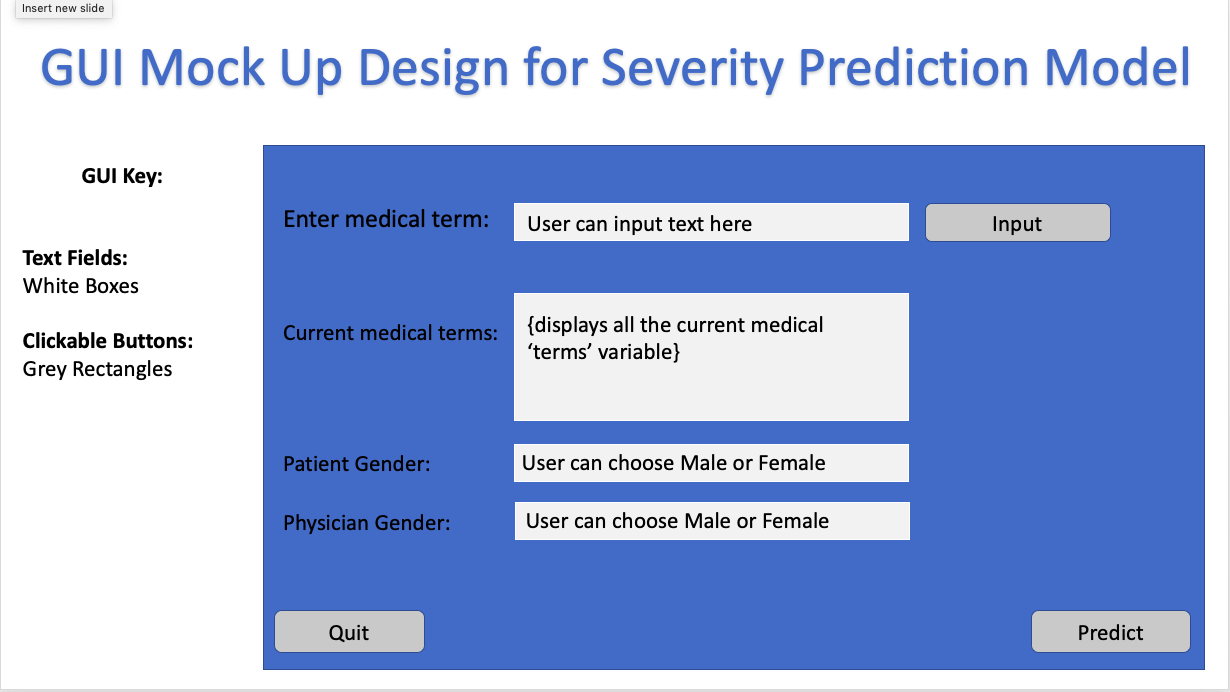 Insert new slide
GUI Mock Up Design for Severity Prediction Model
GUI Key:
Text Fields:
White Boxes
Clickable Buttons:
Grey Rectangles
Enter medical term:
User can input text here
Input
Current medical terms:
{displays all the current medical
‘terms’ variable}
Patient Gender:
User can choose Male or Female
Physician Gender:
User can choose Male or Female
Quit
Predict